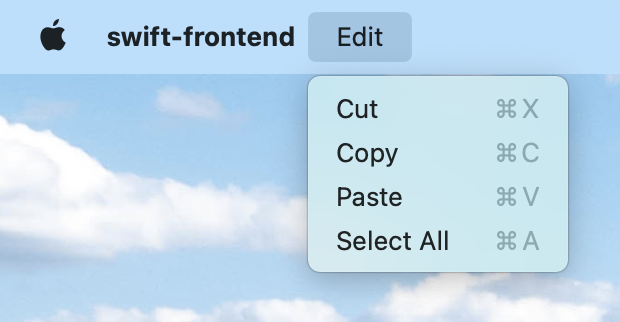 swift-frontend Edit
Cut ⌘X
Copy ⌘C
Paste ⌘V
Select All ⌘A